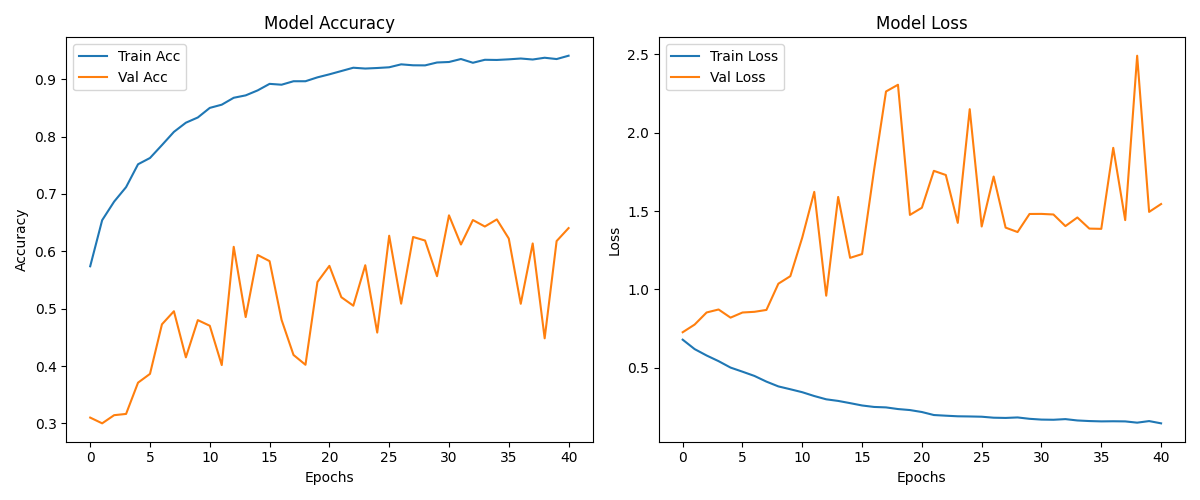 Model Accuracy
Train Acc
Val Acc
Accuracy
0.9
0.8
0.7
0.6
0.5
0.4
0.3
0 5 10 15 20 25 30 35 40
Epochs
Model Loss
Train Loss
Val Loss
Loss
2.5
2.0
1.5
1.0
0.5
0 5 10 15 20 25 30 35 40
Epochs